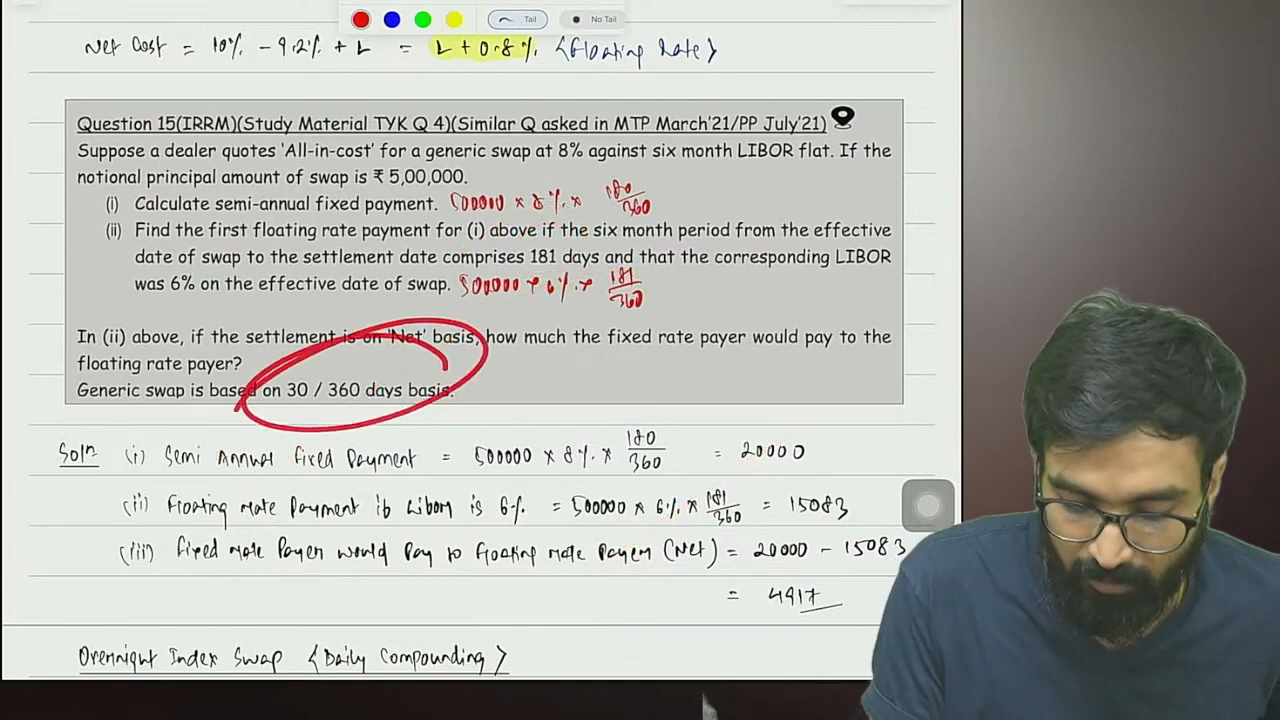 Tail
No Tail
Net Cost = 10% - 9.2% + L = L + 0.8% <Floating Rate>
Question 15(IRRM)(Study Material TYK Q 4)(Similar Q asked in MTP March'21/PP July'21)
Suppose a dealer quotes 'All-in-cost' for a generic swap at 8% against six month LIBOR flat. If the
notional principal amount of swap is ₹ 5,00,000.
(i) Calculate semi-annual fixed payment. 500000 × 8% × 180/360
(ii) Find the first floating rate payment for (i) above if the six month period from the effective
date of swap to the settlement date comprises 181 days and that the corresponding LIBOR
was 6% on the effective date of swap. 500000 × 6% × 181/360
In (ii) above, if the settlement is on 'Net' basis, how much the fixed rate payer would pay to the
floating rate payer?
Generic swap is based on 30 / 360 days basis.
Soln (i) Semi Annual Fixed Payment = 500000 × 8% × 180/360 = 20000
(ii) Floating Rate Payment if Libor is 6% = 500000 × 6% × 181/360 = 15083
(iii) Fixed Rate Payer would Pay to Floating Rate Payer (Net) = 20000 - 15083
= 4917
Overnight Index Swap <Daily Compounding>